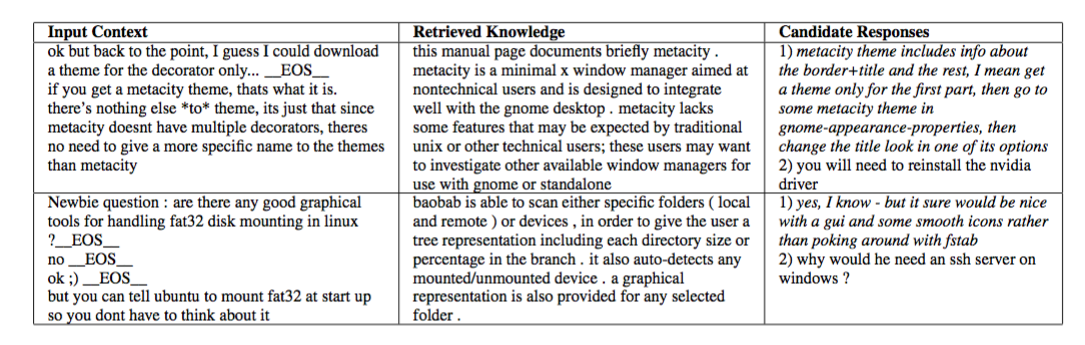 Input Context
ok but back to the point, I guess I could download
a theme for the decorator only... __EOS__
if you get a metacity theme, thats what it is.
there's nothing else *to* theme, its just that since
metacity doesnt have multiple decorators, theres
no need to give a more specific name to the themes
than metacity
Retrieved Knowledge
this manual page documents briefly metacity .
metacity is a minimal x window manager aimed at
nontechnical users and is designed to integrate
well with the gnome desktop . metacity lacks
some features that may be expected by traditional
unix or other technical users; these users may want
to investigate other available window managers for
use with gnome or standalone
Candidate Responses
1) metacity theme includes info about
the border+title and the rest, I mean get
a theme only for the first part, then go to
some metacity theme in
gnome-appearance-properties, then
change the title look in one of its options
2) you will need to reinstall the nvidia
driver
Newbie question : are there any good graphical
tools for handling fat32 disk mounting in linux
?__EOS__
no __EOS__
ok ;) __EOS__
but you can tell ubuntu to mount fat32 at start up
so you dont have to think about it
baobab is able to scan either specific folders ( local
and remote ) or devices , in order to give the user a
tree representation including each directory size or
percentage in the branch . it also auto-detects any
mounted/unmounted device . a graphical
representation is also provided for any selected
folder .
1) yes, I know - but it sure would be nice
with a gui and some smooth icons rather
than poking around with fstab
2) why would he need an ssh server on
windows ?